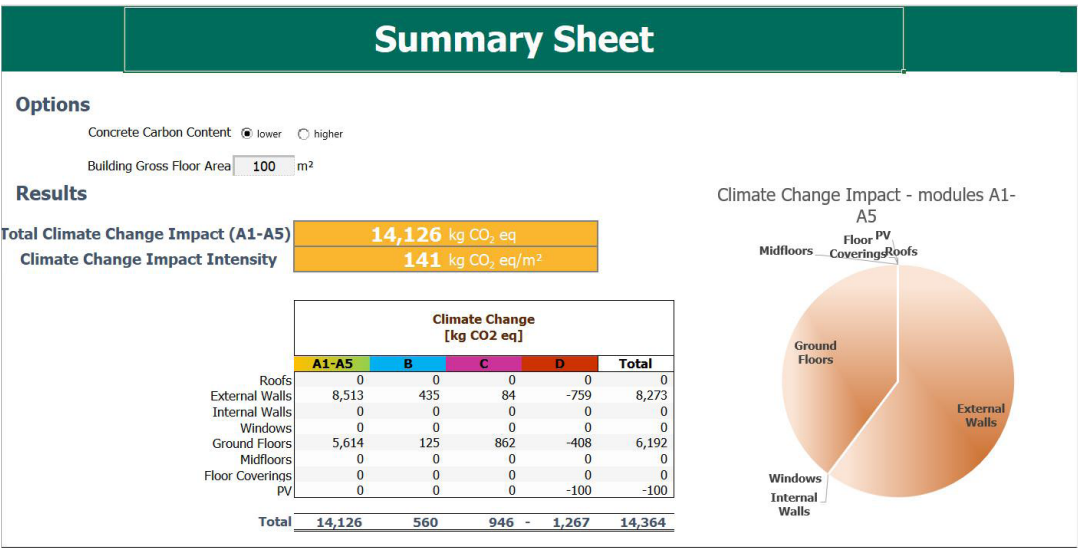 Summary Sheet
Options
Concrete Carbon Content lower higher
Building Gross Floor Area 100 m²
Results
Total Climate Change Impact (A1-A5) 14,126 kg CO₂ eq
Climate Change Impact Intensity 141 kg CO₂ eq/m²
Climate Change
[kg CO2 eq]
A1-A5 B C D Total
Roofs 0 0 0 0 0
External Walls 8,513 435 84 -759 8,273
Internal Walls 0 0 0 0 0
Windows 0 0 0 0 0
Ground Floors 5,614 125 862 -408 6,192
Midfloors 0 0 0 0 0
Floor Coverings 0 0 0 0 0
PV 0 0 0 -100 -100
Total 14,126 560 946 - 1,267 14,364
Climate Change Impact - modules A1-
A5
Midfloors
Floor
Coverings
PV
Roofs
Ground
Floors
External
Walls
Windows
Internal
Walls